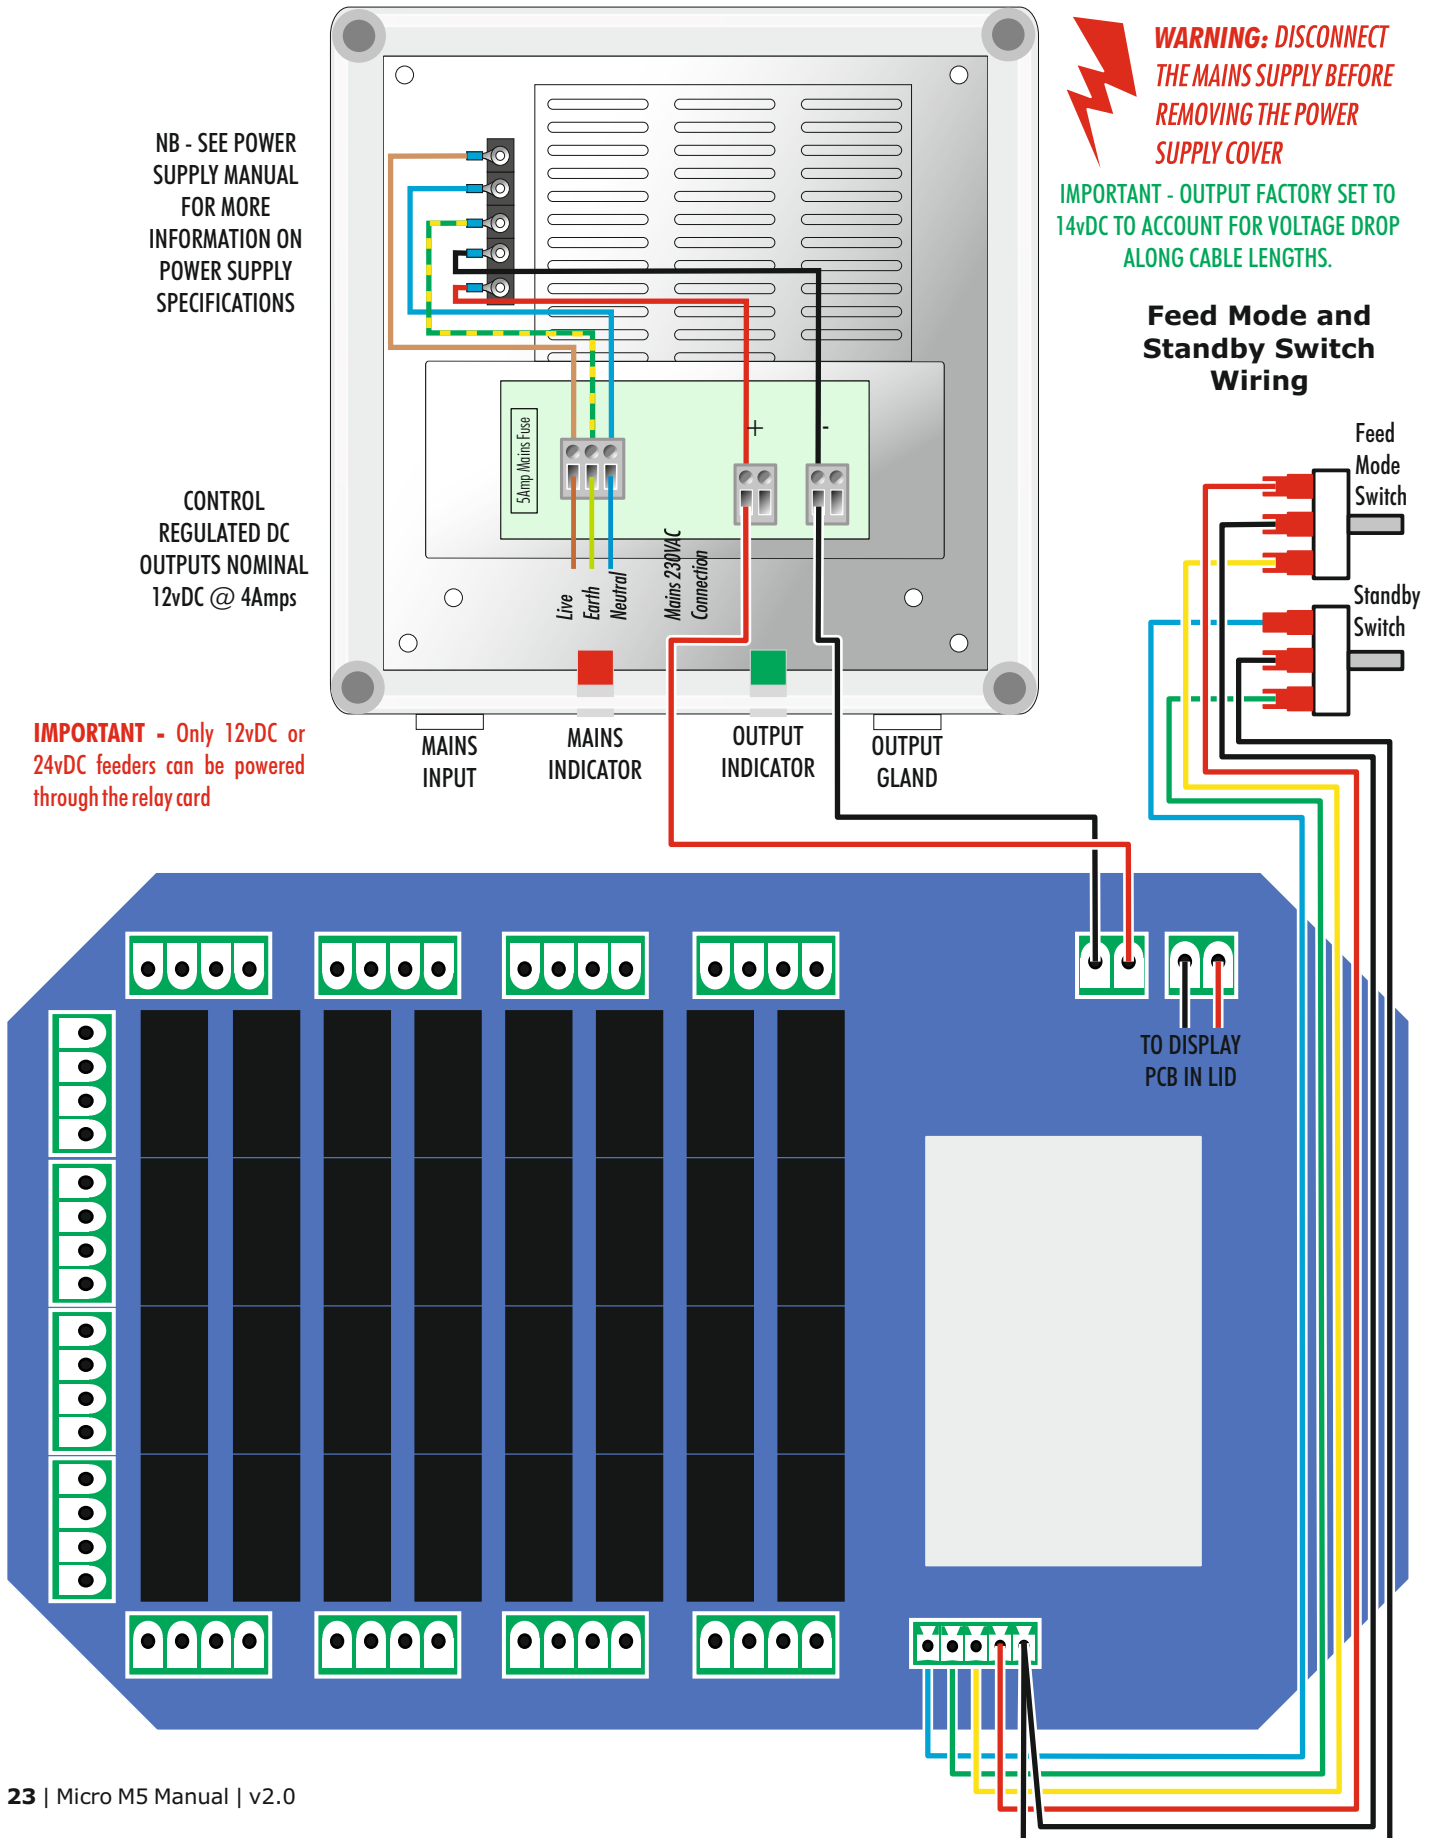 WARNING: DISCONNECT
THE MAINS SUPPLY BEFORE
REMOVING THE POWER
SUPPLY COVER
IMPORTANT - OUTPUT FACTORY SET TO
14vDC TO ACCOUNT FOR VOLTAGE DROP
ALONG CABLE LENGTHS.
NB - SEE POWER
SUPPLY MANUAL
FOR MORE
INFORMATION ON
POWER SUPPLY
SPECIFICATIONS
Feed Mode and
Standby Switch
Wiring
Feed
Mode
Switch
Standby
Switch
CONTROL
REGULATED DC
OUTPUTS NOMINAL
12vDC @ 4Amps
5Amp Mains Fuse
+
-
Live
Earth
Neutral
Mains 230VAC
Connection
IMPORTANT - Only 12vDC or
24vDC feeders can be powered
through the relay card
MAINS
INPUT
MAINS
INDICATOR
OUTPUT
INDICATOR
OUTPUT
GLAND
TO DISPLAY
PCB IN LID
23 | Micro M5 Manual | v2.0